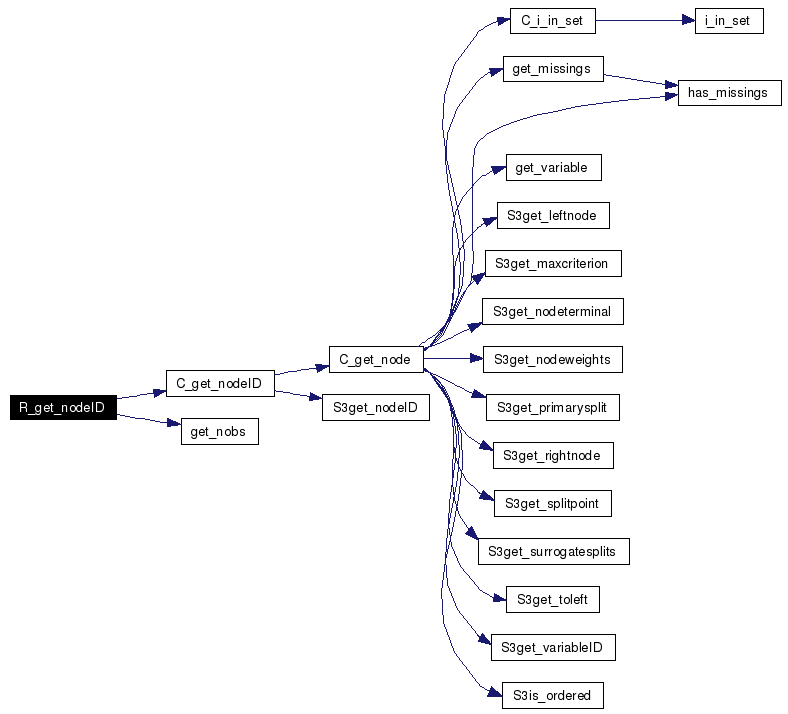 C_i_in_set
i_in_set
get_missings
has_missings
get_variable
S3get_leftnode
S3get_maxcriterion
S3get_nodeterminal
C_get_node
S3get_nodeweights
C_get_nodeID
R_get_nodeID
S3get_nodeID
S3get_primarysplit
get_nobs
S3get_rightnode
S3get_splitpoint
S3get_surrogatesplits
S3get_toleft
S3get_variableID
S3is_ordered